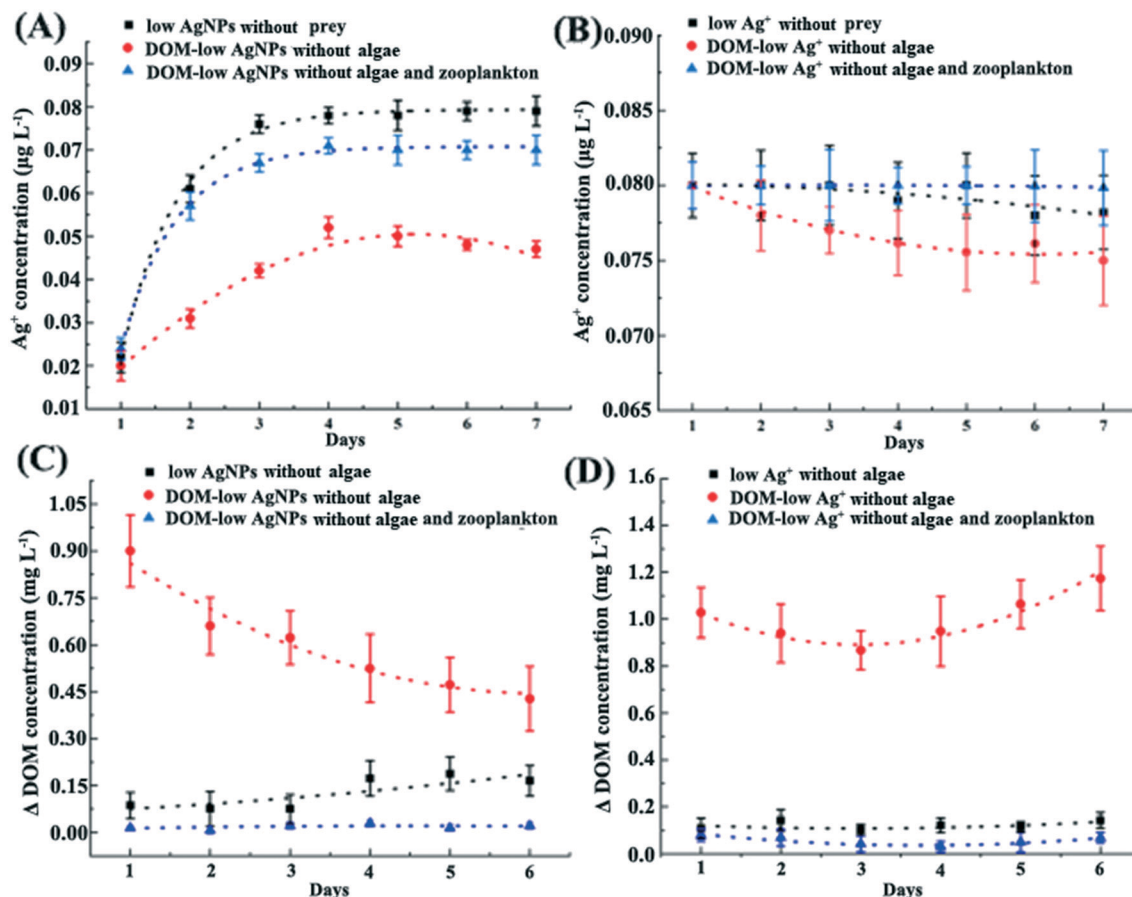 (A)
low AgNPs without prey
DOM-low AgNPs without algae
DOM-low AgNPs without algae and zooplankton
Ag⁺ concentration (µg L⁻¹)
0.09
0.08
0.07
0.06
0.05
0.04
0.03
0.02
0.01
1 2 3 4 5 6 7
Days
(B)
low Ag⁺ without prey
DOM-low Ag⁺ without algae
DOM-low Ag⁺ without algae and zooplankton
Ag⁺ concentration (µg L⁻¹)
0.090
0.085
0.080
0.075
0.070
0.065
1 2 3 4 5 6 7
Days
(C)
low AgNPs without algae
DOM-low AgNPs without algae
DOM-low AgNPs without algae and zooplankton
Δ DOM concentration (mg L⁻¹)
1.05
0.90
0.75
0.60
0.45
0.30
0.15
0.00
1 2 3 4 5 6
Days
(D)
low Ag⁺ without algae
DOM-low Ag⁺ without algae
DOM-low Ag⁺ without algae and zooplankton
Δ DOM concentration (mg L⁻¹)
1.6
1.4
1.2
1.0
0.8
0.6
0.4
0.2
0.0
1 2 3 4 5 6
Days